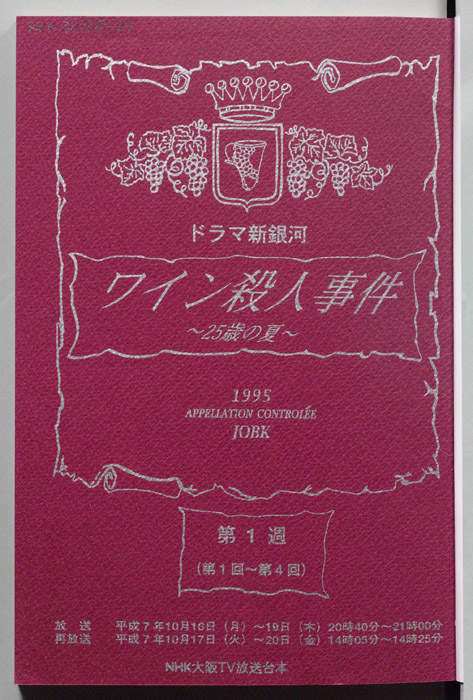 ドラマ新銀河
ワイン殺人事件
～25歳の夏～
1995
APPELLATION CONTROLÉE
JOBK
第1週
(第1回～第4回)
放 送 平成7年10月16日(月)～19日(木)20時40分～21時00分
再放送 平成7年10月17日(火)～20日(金)14時05分～14時25分
NHK大阪TV放送台本